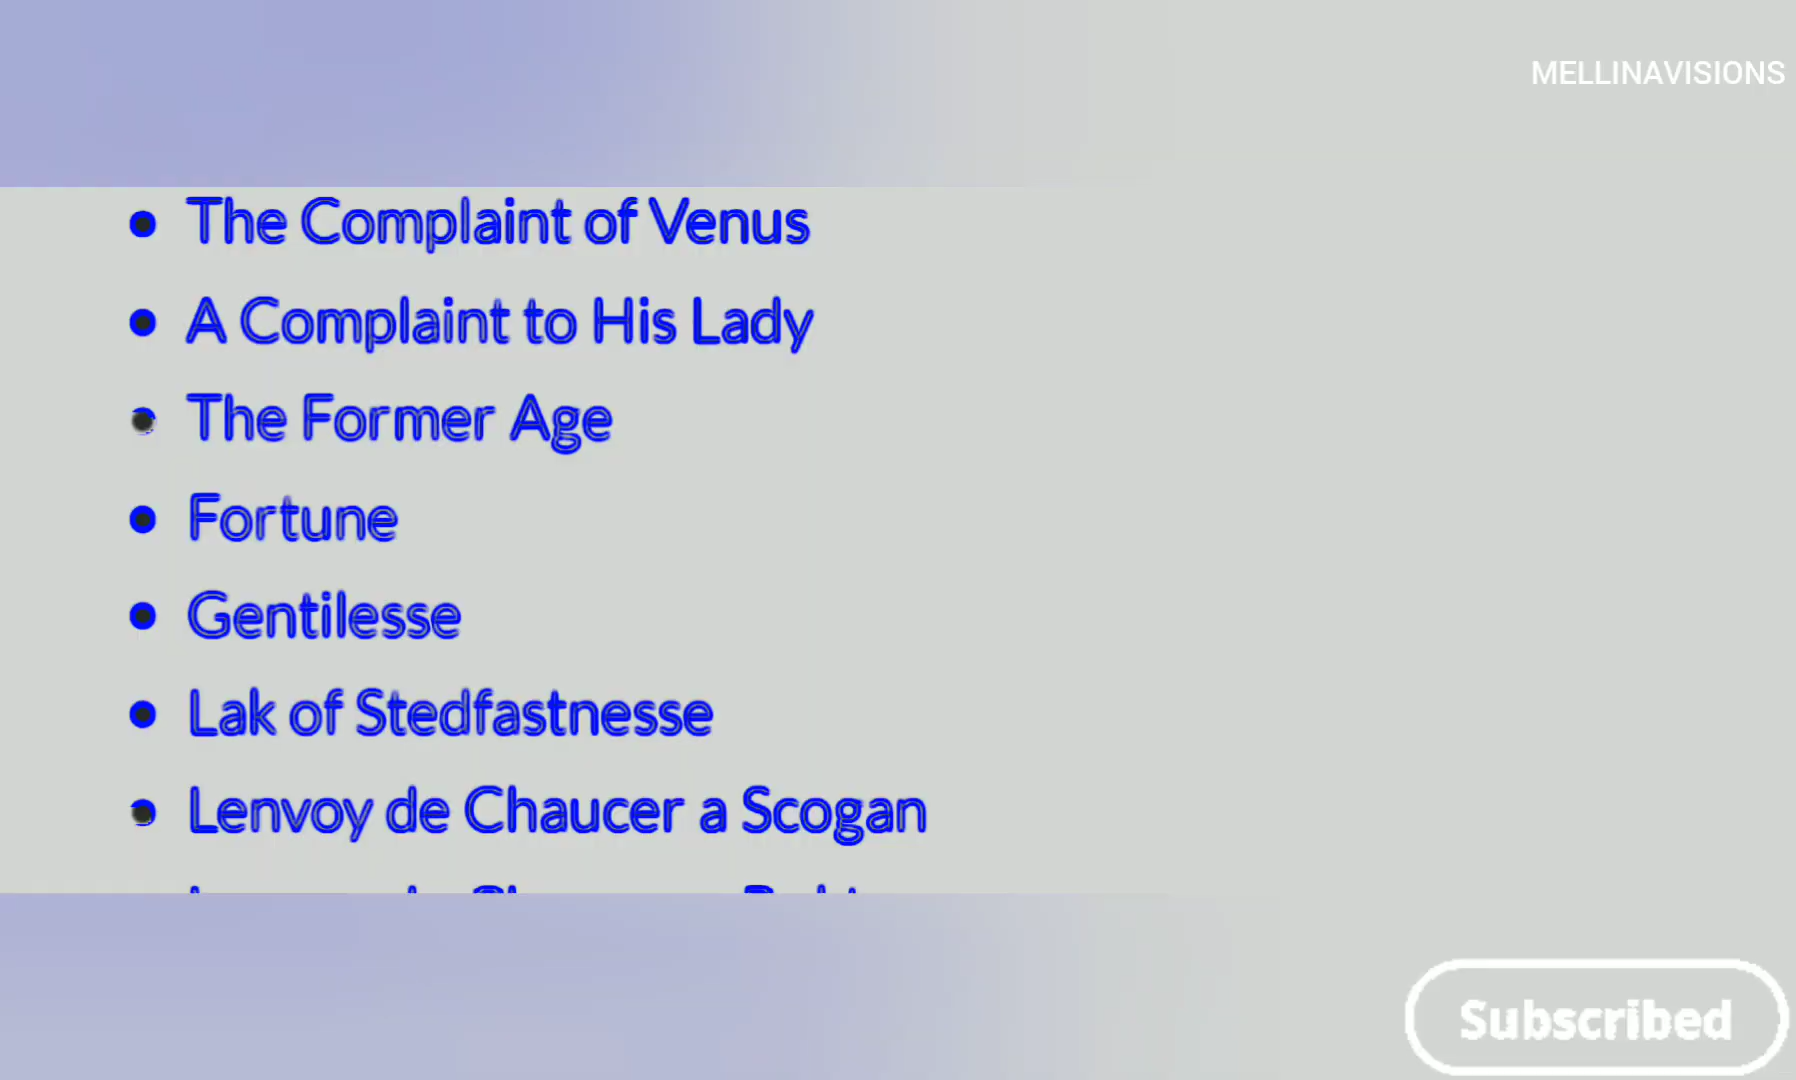 MELLINAVISIONS
• The Complaint of Venus
• A Complaint to His Lady
• The Former Age
• Fortune
• Gentilesse
• Lak of Stedfastnesse
• Lenvoy de Chaucer a Scogan
Subscribed